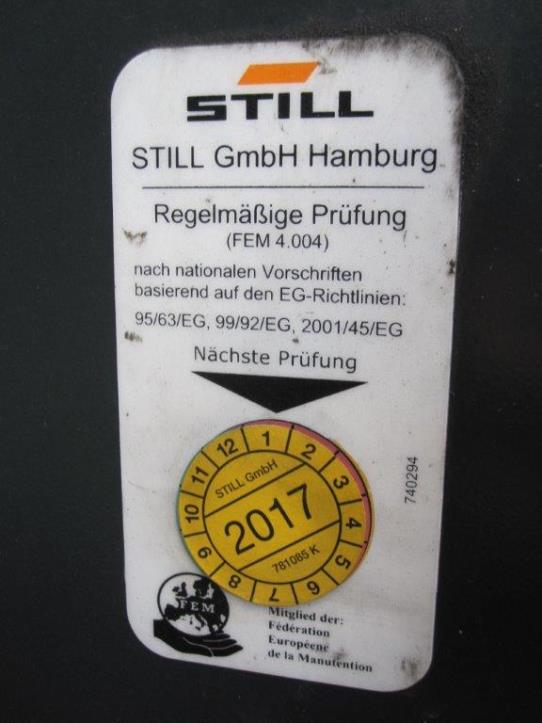 STILL
STILL GmbH Hamburg
Regelmäßige Prüfung
(FEM 4.004)
nach nationalen Vorschriften
basierend auf den EG-Richtlinien:
95/63/EG, 99/92/EG, 2001/45/EG
Nächste Prüfung
1 2 3 4 5 6 7 8 9 10 11 12
STILL GmbH
2017
781085 K
740294
FEM
Mitglied der:
Fédération
Européene
de la Manutention